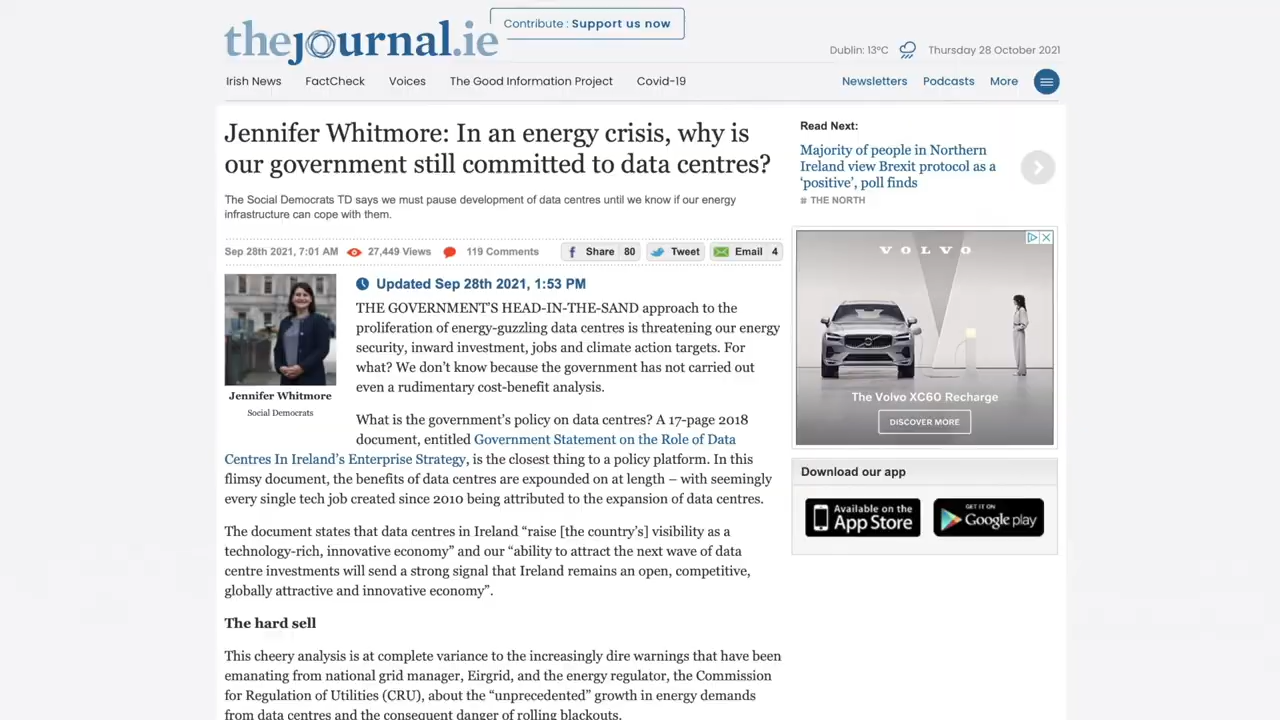 thejournal.ie
Contribute : Support us now
Dublin: 13°C Thursday 28 October 2021
Irish News FactCheck Voices The Good Information Project Covid-19
Newsletters Podcasts More
Jennifer Whitmore: In an energy crisis, why is
our government still committed to data centres?
The Social Democrats TD says we must pause development of data centres until we know if our energy
infrastructure can cope with them.
Sep 28th 2021, 7:01 AM 27,449 Views 119 Comments Share 80 Tweet Email 4
Jennifer Whitmore
Social Democrats
Updated Sep 28th 2021, 1:53 PM
THE GOVERNMENT'S HEAD-IN-THE-SAND approach to the
proliferation of energy-guzzling data centres is threatening our energy
security, inward investment, jobs and climate action targets. For
what? We don't know because the government has not carried out
even a rudimentary cost-benefit analysis.
What is the government's policy on data centres? A 17-page 2018
document, entitled Government Statement on the Role of Data
Centres In Ireland's Enterprise Strategy, is the closest thing to a policy platform. In this
flimsy document, the benefits of data centres are expounded on at length – with seemingly
every single tech job created since 2010 being attributed to the expansion of data centres.
The document states that data centres in Ireland “raise [the country's] visibility as a
technology-rich, innovative economy” and our “ability to attract the next wave of data
centre investments will send a strong signal that Ireland remains an open, competitive,
globally attractive and innovative economy”.
The hard sell
This cheery analysis is at complete variance to the increasingly dire warnings that have been
emanating from national grid manager, Eirgrid, and the energy regulator, the Commission
for Regulation of Utilities (CRU), about the “unprecedented” growth in energy demands
from data centres and the consequent danger of rolling blackouts.
Read Next:
Majority of people in Northern
Ireland view Brexit protocol as a
‘positive’, poll finds
# THE NORTH
VOLVO
The Volvo XC60 Recharge
DISCOVER MORE
Download our app
Available on the
App Store
GET IT ON
Google play